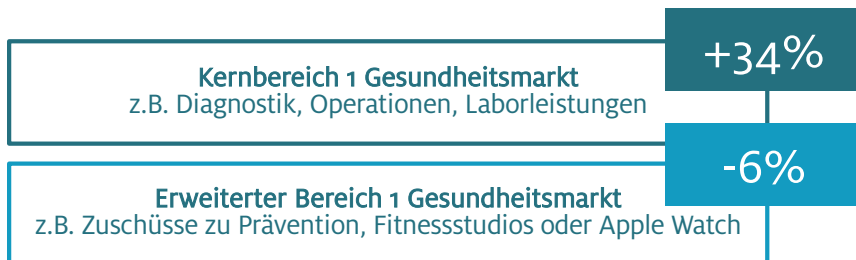 +34%
Kernbereich 1 Gesundheitsmarkt
z.B. Diagnostik, Operationen, Laborleistungen
-6%
Erweiterter Bereich 1 Gesundheitsmarkt
z.B. Zuschüsse zu Prävention, Fitnessstudios oder Apple Watch